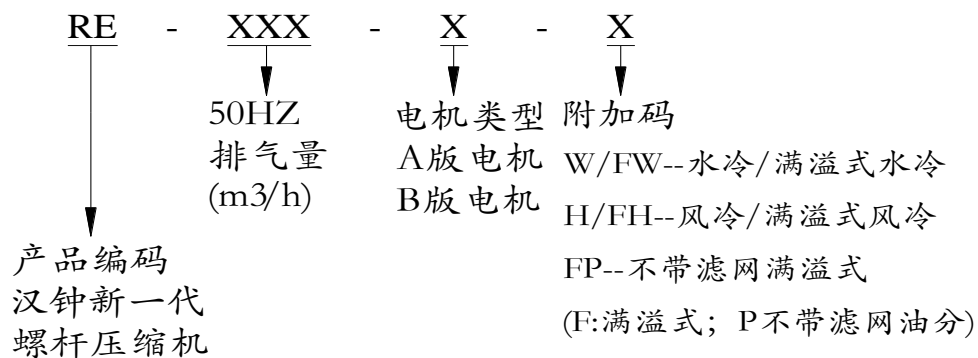 RE - XXX - X - X
50HZ
排气量
(m3/h)
电机类型
A版电机
B版电机
附加码
W/FW--水冷/满溢式水冷
H/FH--风冷/满溢式风冷
FP--不带滤网满溢式
(F:满溢式；P不带滤网油分)
产品编码
汉钟新一代
螺杆压缩机